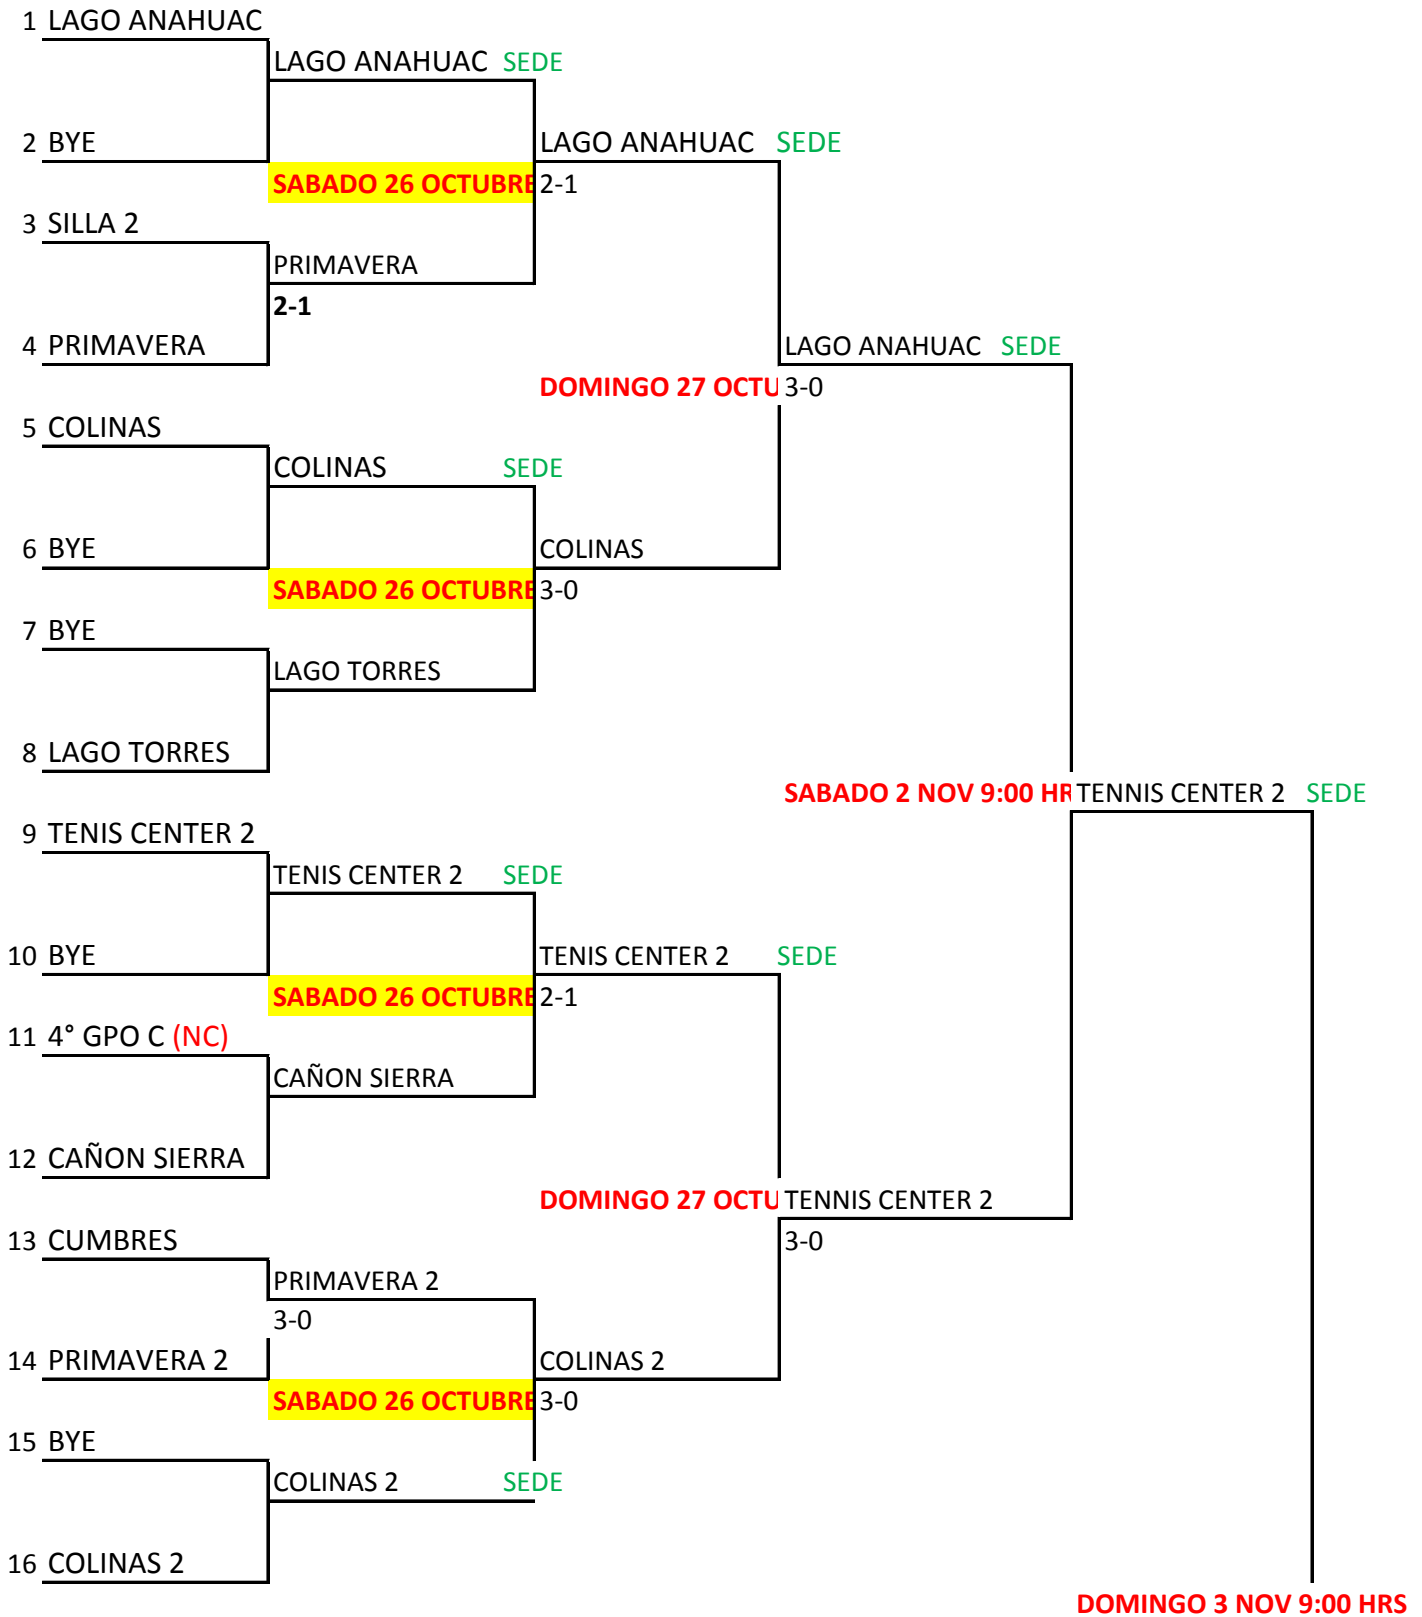 1 LAGO ANAHUAC
LAGO ANAHUAC SEDE
2 BYE
LAGO ANAHUAC SEDE
SABADO 26 OCTUBRE 2-1
3 SILLA 2
PRIMAVERA
2-1
4 PRIMAVERA
LAGO ANAHUAC SEDE
DOMINGO 27 OCTU 3-0
5 COLINAS
COLINAS SEDE
6 BYE
COLINAS
SABADO 26 OCTUBRE 3-0
7 BYE
LAGO TORRES
8 LAGO TORRES
SABADO 2 NOV 9:00 HR TENNIS CENTER 2 SEDE
9 TENIS CENTER 2
TENIS CENTER 2 SEDE
10 BYE
TENIS CENTER 2 SEDE
SABADO 26 OCTUBRE 2-1
11 4° GPO C (NC)
CAÑON SIERRA
12 CAÑON SIERRA
DOMINGO 27 OCTU TENNIS CENTER 2
13 CUMBRES
3-0
PRIMAVERA 2
3-0
14 PRIMAVERA 2
COLINAS 2
SABADO 26 OCTUBRE 3-0
15 BYE
COLINAS 2 SEDE
16 COLINAS 2
DOMINGO 3 NOV 9:00 HRS